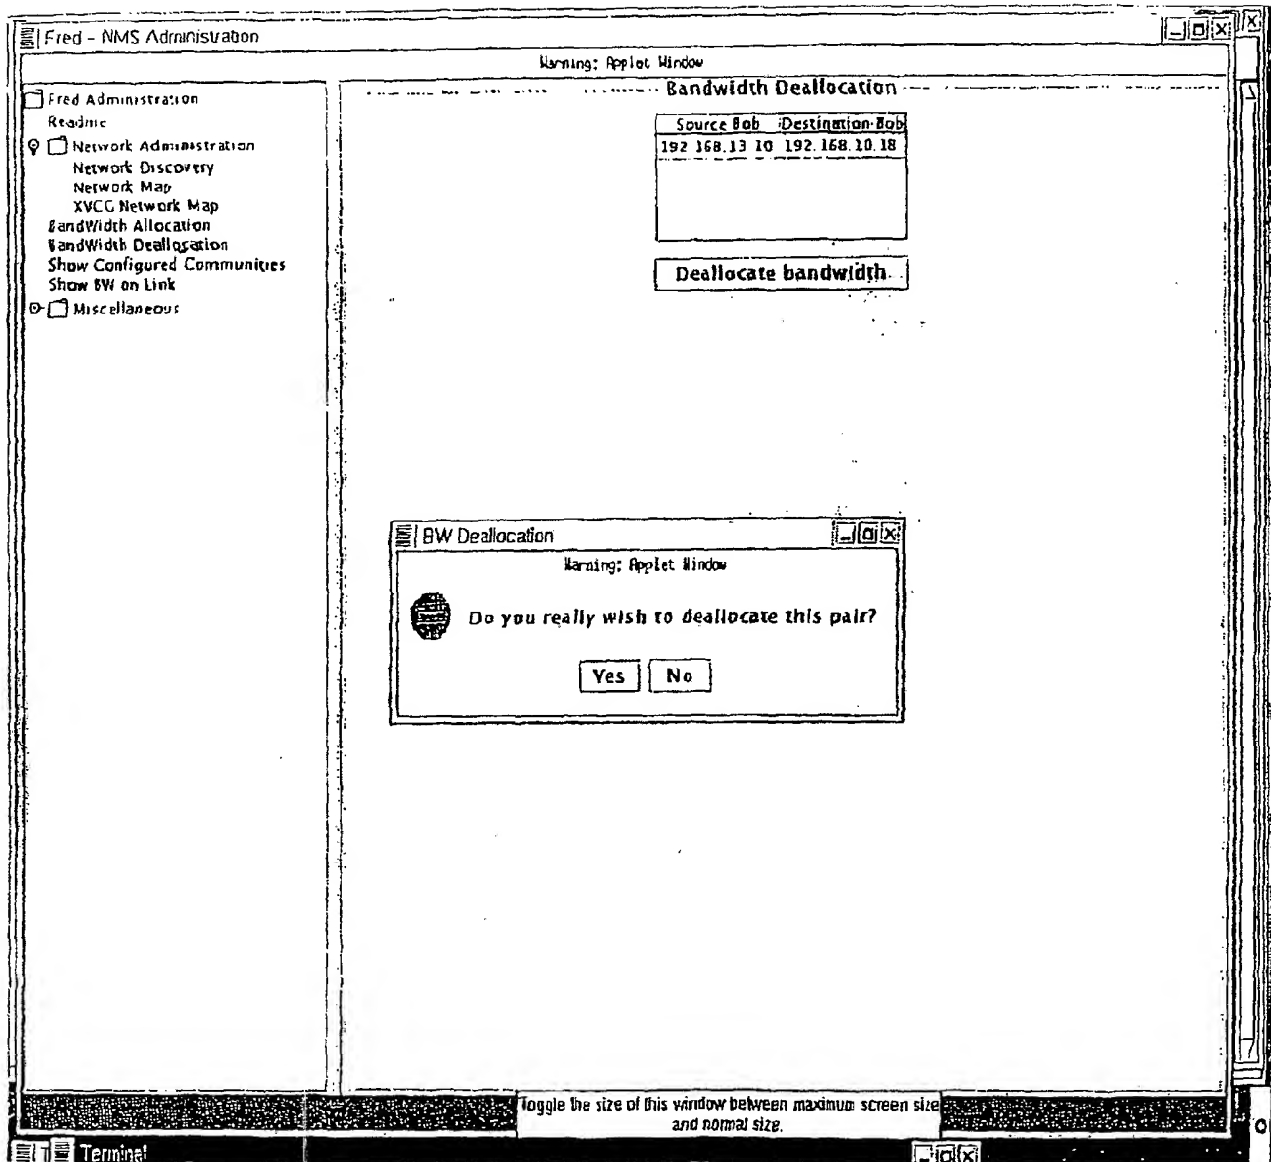 Fred - NMS Administration
Warning: Applet Window
Fred Administration
Readme
Network Administration
Network Discovery
Network Map
XVCG Network Map
BandWidth Allocation
BandWidth Deallocation
Show Configured Communities
Show BW on Link
Miscellaneous
Bandwidth Deallocation
Source Bob Destination Bob
192 168.13 10 192.168.10.18
Deallocate bandwidth
BW Deallocation
Warning: Applet Window
Do you really wish to deallocate this pair?
Yes No
Toggle the size of this window between maximum screen size
and normal size.
Terminal